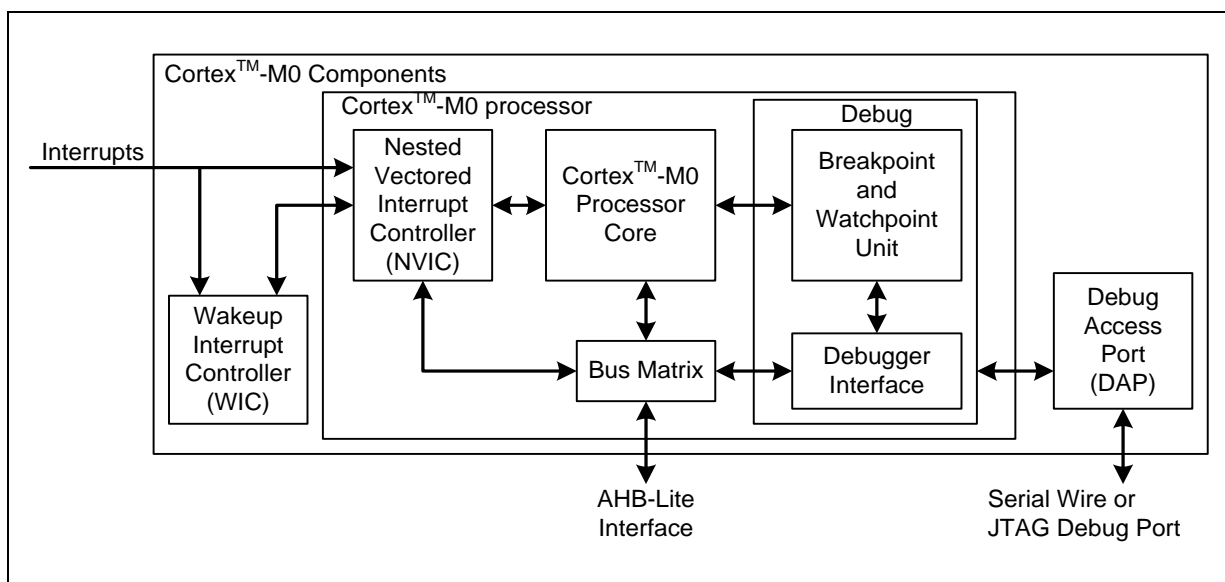 Cortex™-M0 Components
Cortex™-M0 processor
Debug
Interrupts
Nested
Vectored
Interrupt
Controller
(NVIC)
Cortex™-M0
Processor
Core
Breakpoint
and
Watchpoint
Unit
Wakeup
Interrupt
Controller
(WIC)
Bus Matrix
Debugger
Interface
Debug
Access
Port
(DAP)
AHB-Lite
Interface
Serial Wire or
JTAG Debug Port